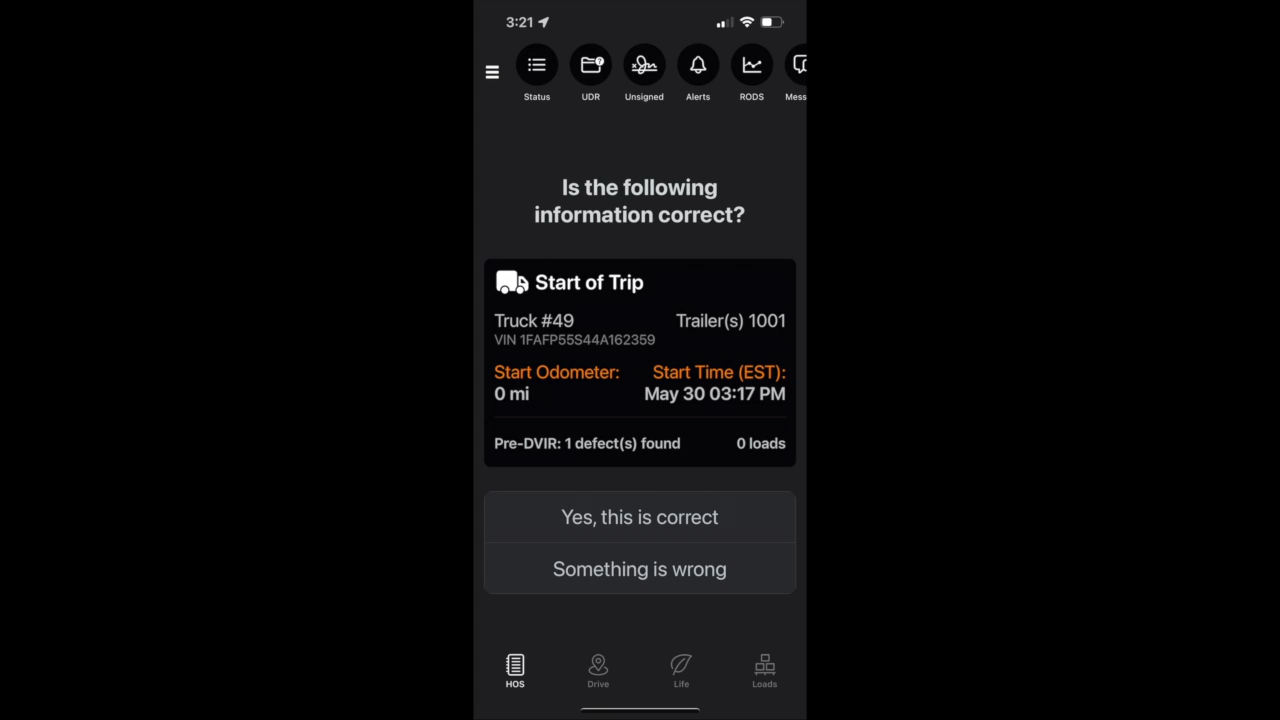 3:21
Status UDR Unsigned Alerts RODS Mess
Is the following
information correct?
Start of Trip
Truck #49 Trailer(s) 1001
VIN 1FAFP55S44A162359
Start Odometer: Start Time (EST):
0 mi May 30 03:17 PM
Pre-DVIR: 1 defect(s) found 0 loads
Yes, this is correct
Something is wrong
HOS Drive Life Loads